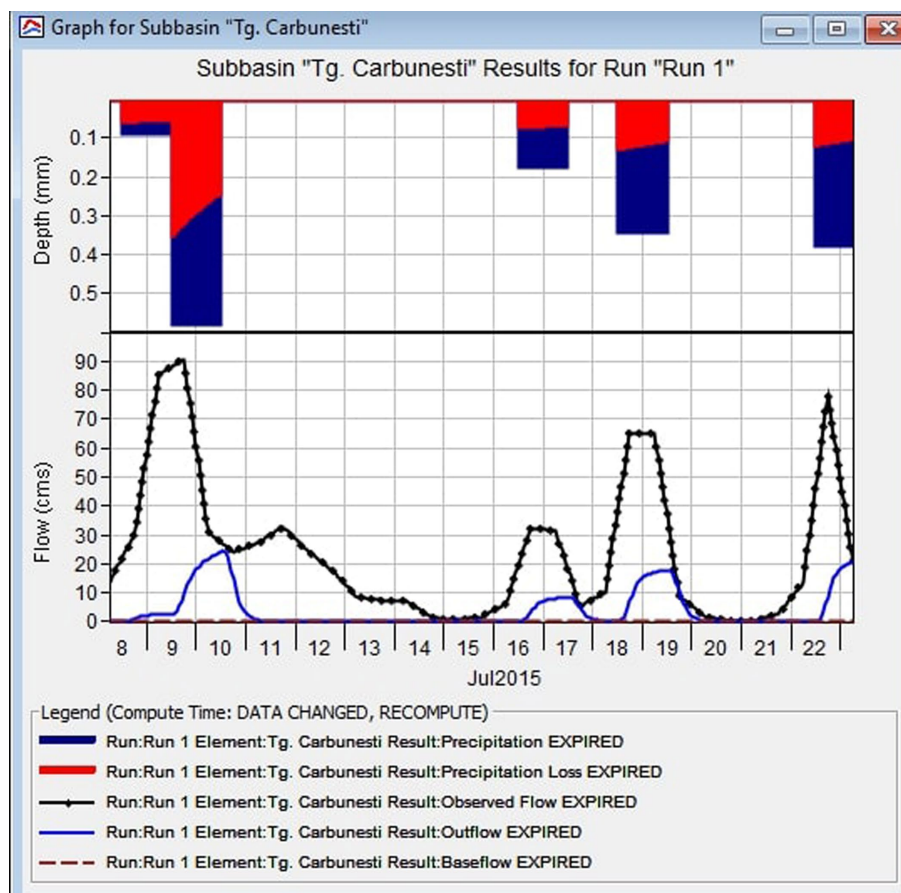 Graph for Subbasin "Tg. Carbunesti"
Subbasin "Tg. Carbunesti" Results for Run "Run 1"
Depth (mm)
0.1
0.2
0.3
0.4
0.5
Flow (cms)
90
80
70
60
50
40
30
20
10
0
8 9 10 11 12 13 14 15 16 17 18 19 20 21 22
Jul2015
Legend (Compute Time: DATA CHANGED, RECOMPUTE)
Run:Run 1 Element:Tg. Carbunesti Result:Precipitation EXPIRED
Run:Run 1 Element:Tg. Carbunesti Result:Precipitation Loss EXPIRED
Run:Run 1 Element:Tg. Carbunesti Result:Observed Flow EXPIRED
Run:Run 1 Element:Tg. Carbunesti Result:Outflow EXPIRED
Run:Run 1 Element:Tg. Carbunesti Result:Baseflow EXPIRED